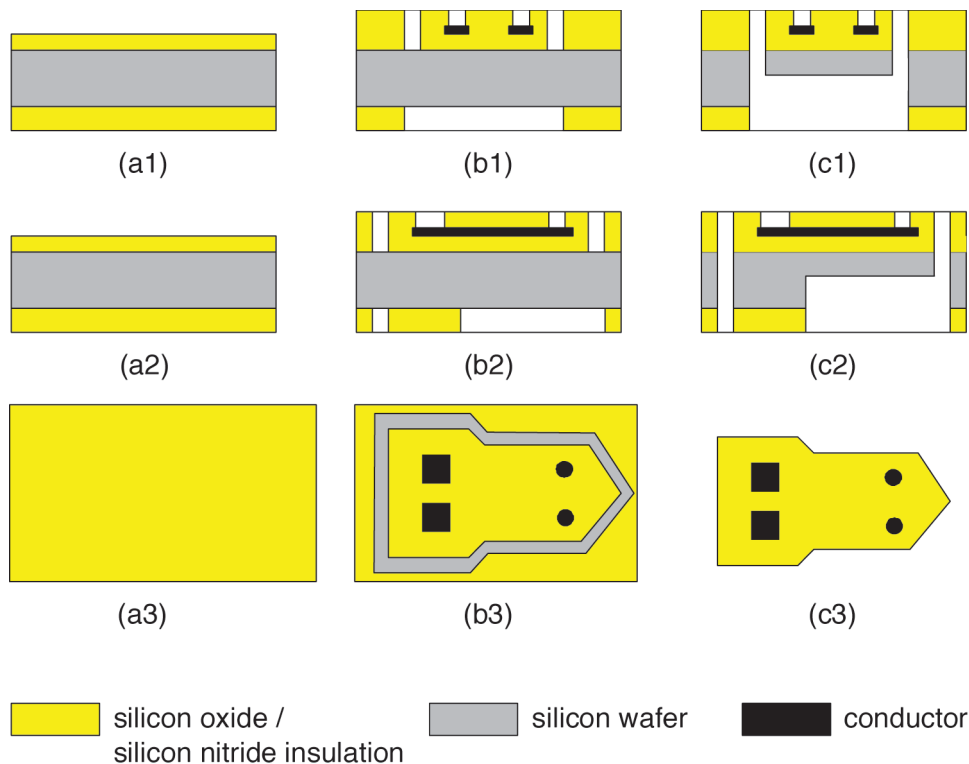 (a1) (b1) (c1)
(a2) (b2) (c2)
(a3) (b3) (c3)
silicon oxide / silicon wafer conductor
silicon nitride insulation